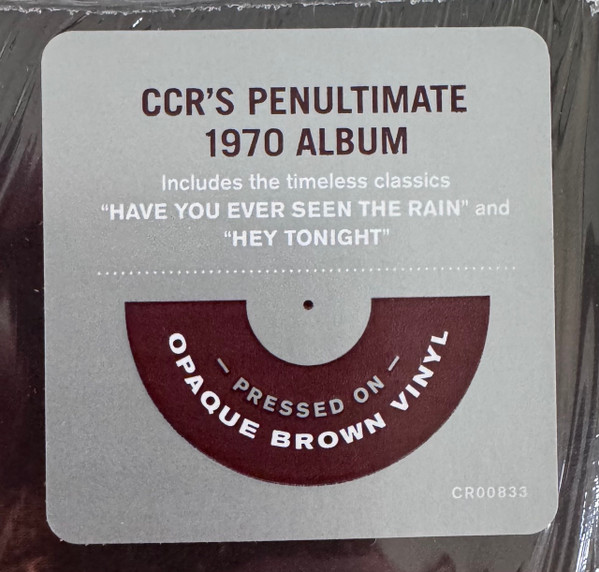 CCR'S PENULTIMATE
1970 ALBUM
Includes the timeless classics
“HAVE YOU EVER SEEN THE RAIN” and
“HEY TONIGHT”
– PRESSED ON –
OPAQUE BROWN VINYL
CR00833